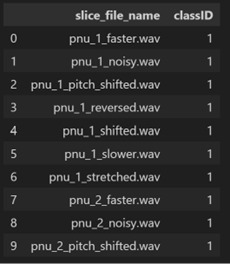 slice_file_name classID
0 pnu_1_faster.wav 1
1 pnu_1_noisy.wav 1
2 pnu_1_pitch_shifted.wav 1
3 pnu_1_reversed.wav 1
4 pnu_1_shifted.wav 1
5 pnu_1_slower.wav 1
6 pnu_1_stretched.wav 1
7 pnu_2_faster.wav 1
8 pnu_2_noisy.wav 1
9 pnu_2_pitch_shifted.wav 1